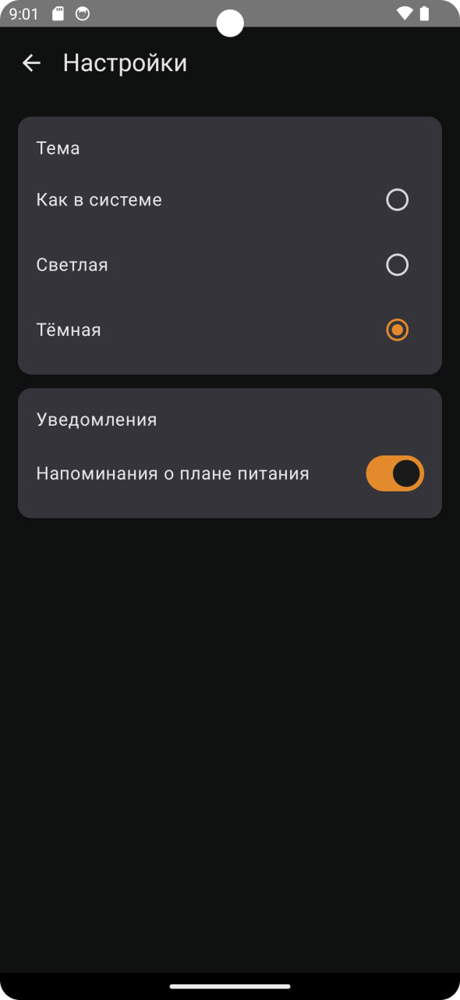 9:01
Настройки
Тема
Как в системе
Светлая
Тёмная
Уведомления
Напоминания о плане питания